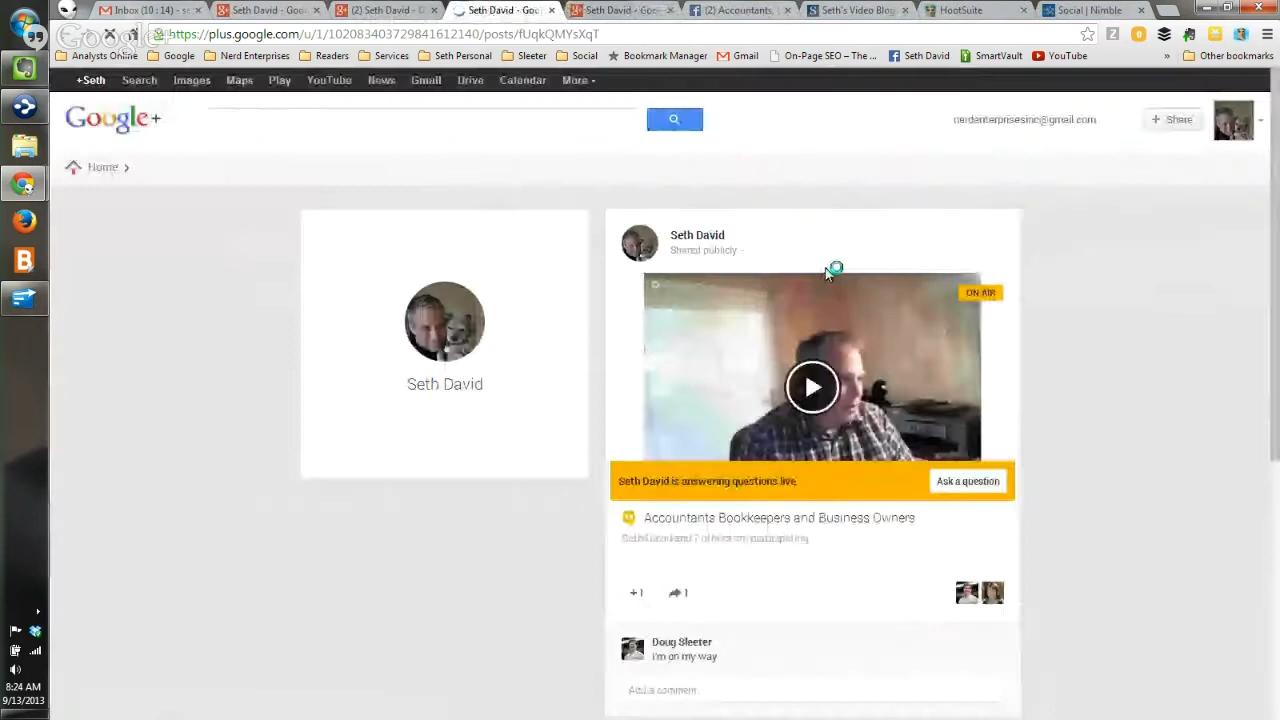 Inbox (10 : 14) - se
Seth David - Goog
(2) Seth David - G
Seth David - Goog
Seth David - Goog
(2) Accountants,
Seth's Video Blog
HootSuite
Social | Nimble
Google
https://plus.google.com/u/1/102083403729841612140/posts/fUqkQMYsXqT
Analysts Online
Google
Nerd Enterprises
Readers
Services
Seth Personal
Sleeter
Social
Bookmark Manager
Gmail
On-Page SEO – The ...
Seth David
SmartVault
YouTube
»
Other bookmarks
+Seth
Search
Images
Maps
Play
YouTube
News
Gmail
Drive
Calendar
More
Google+
nerdenterprisesinc@gmail.com
+ Share
Home
Seth David
Shared publicly -
ON AIR
Seth David
Seth David is answering questions live.
Ask a question
Accountants Bookkeepers and Business Owners
+1
1
Doug Sleeter
I'm on my way
Add a comment
8:24 AM
9/13/2013